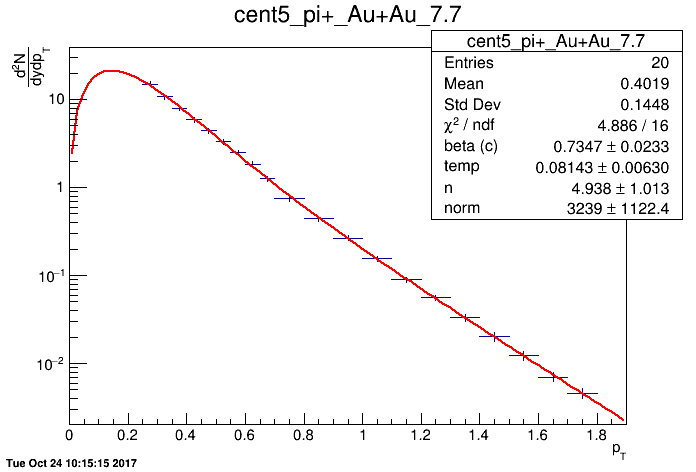 cent5_pi+_Au+Au_7.7
cent5_pi+_Au+Au_7.7
Entries 20
Mean 0.4019
Std Dev 0.1448
χ² / ndf 4.886 / 16
beta (c) 0.7347 ± 0.0233
temp 0.08143 ± 0.00630
n 4.938 ± 1.013
norm 3239 ± 1122.4
d²N
dydp_T
10
1
10⁻¹
10⁻²
0 0.2 0.4 0.6 0.8 1 1.2 1.4 1.6 1.8
p_T
Tue Oct 24 10:15:15 2017